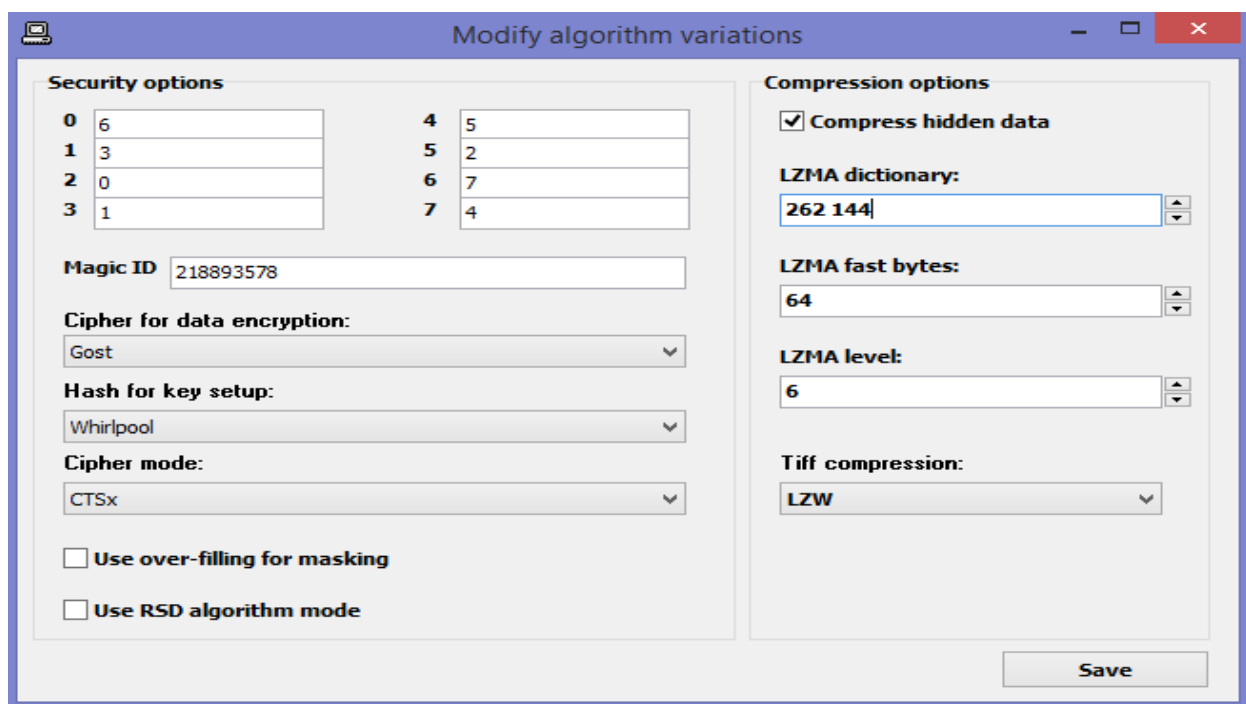 Modify algorithm variations
Security options
0 6
1 3
2 0
3 1
4 5
5 2
6 7
7 4
Magic ID 218893578
Cipher for data encryption:
Gost
Hash for key setup:
Whirlpool
Cipher mode:
CTSx
Use over-filling for masking
Use RSD algorithm mode
Compression options
Compress hidden data
LZMA dictionary:
262 144
LZMA fast bytes:
64
LZMA level:
6
Tiff compression:
LZW
Save